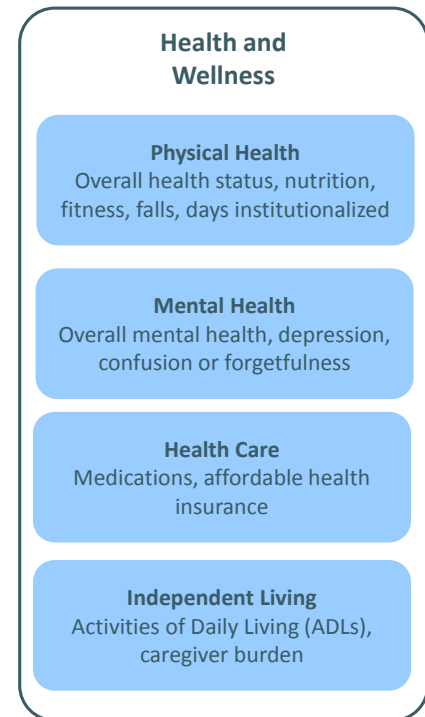 Health and
Wellness
Physical Health
Overall health status, nutrition,
fitness, falls, days institutionalized
Mental Health
Overall mental health, depression,
confusion or forgetfulness
Health Care
Medications, affordable health
insurance
Independent Living
Activities of Daily Living (ADLs),
caregiver burden